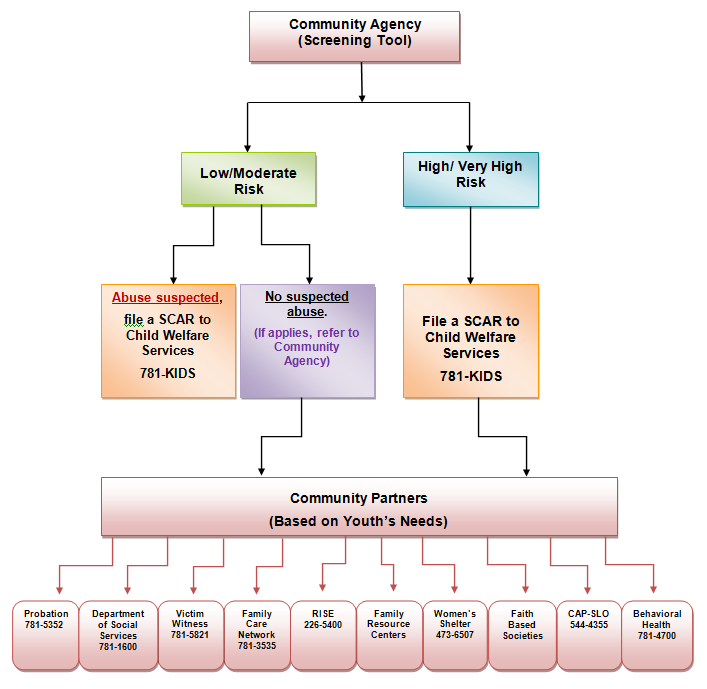 Community Agency
(Screening Tool)
Low/Moderate
Risk
High/ Very High
Risk
Abuse suspected,
file a SCAR to
Child Welfare
Services
781-KIDS
No suspected
abuse.
(If applies, refer to
Community
Agency)
File a SCAR to
Child Welfare
Services
781-KIDS
Community Partners
(Based on Youth's Needs)
Probation
781-5352
Department
of Social
Services
781-1600
Victim
Witness
781-5821
Family
Care
Network
781-3535
RISE
226-5400
Family
Resource
Centers
Women's
Shelter
473-6507
Faith
Based
Societies
CAP-SLO
544-4355
Behavioral
Health
781-4700